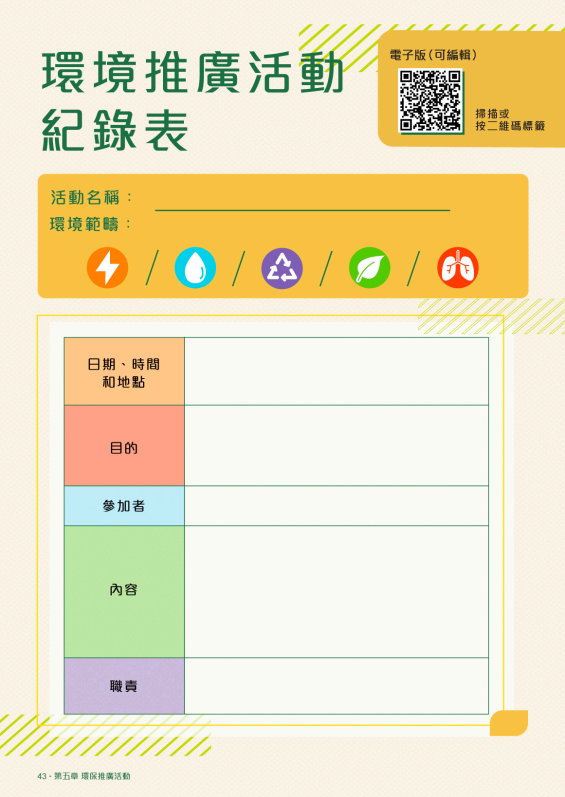 環境推廣活動
紀錄表
電子版(可編輯)
掃描或
按二維碼標籤
活動名稱：
環境範疇：
日期、時間
和地點
目的
參加者
內容
職責
43 - 第五章 環保推廣活動